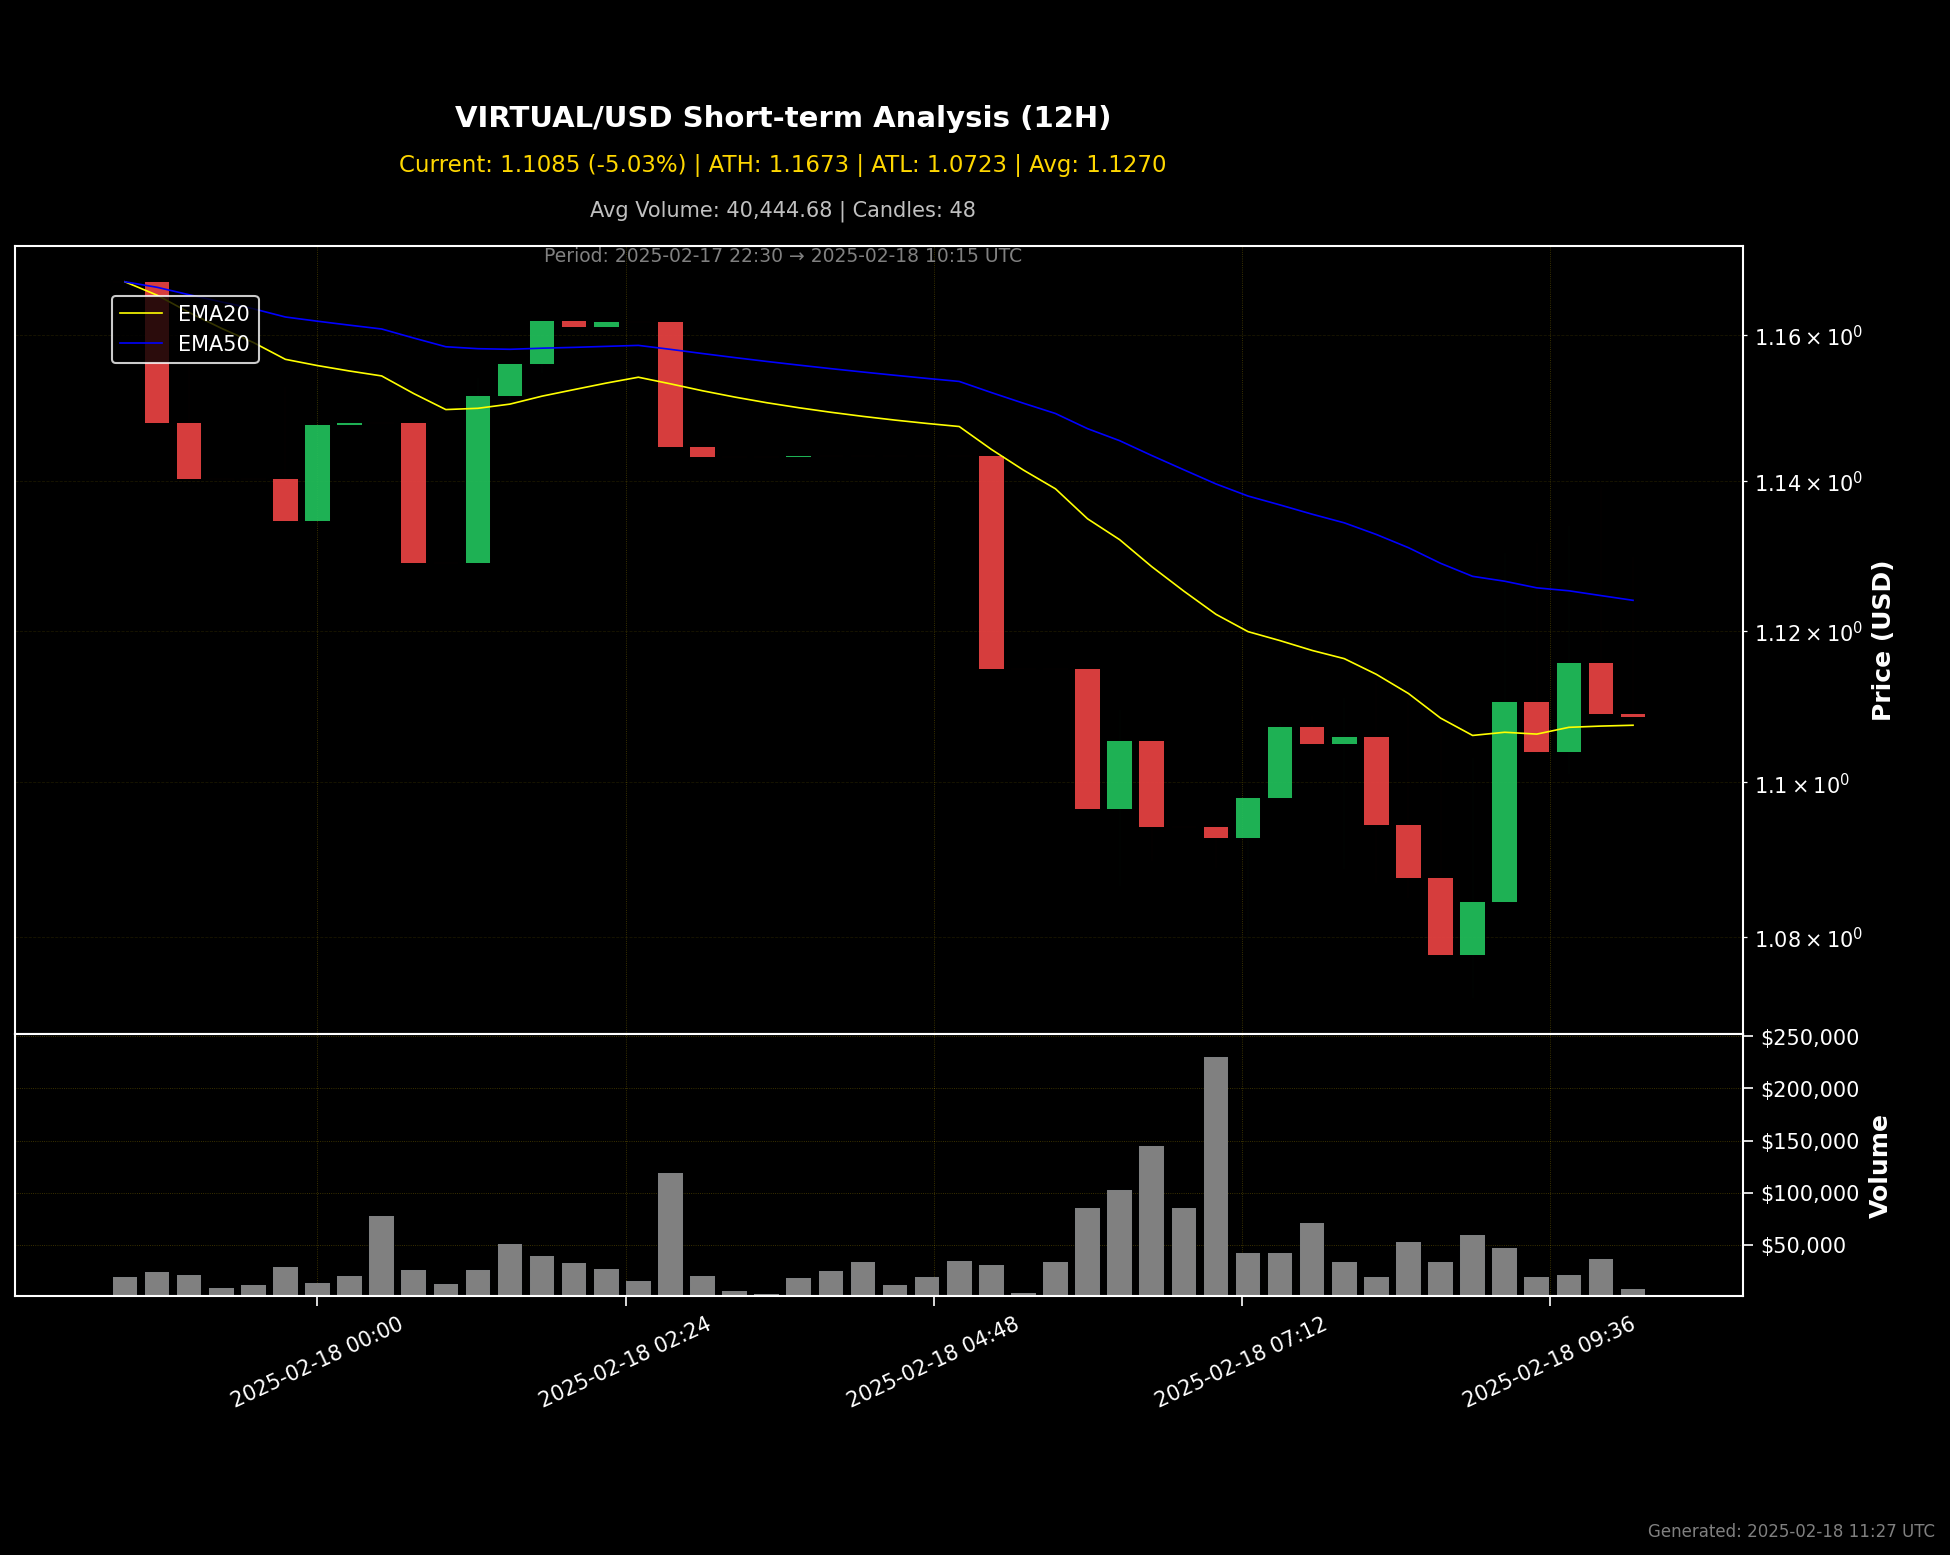 VIRTUAL/USD Short-term Analysis (12H)
Current: 1.1085 (-5.03%) | ATH: 1.1673 | ATL: 1.0723 | Avg: 1.1270
Avg Volume: 40,444.68 | Candles: 48
Period: 2025-02-17 22:30 → 2025-02-18 10:15 UTC
EMA20
EMA50
1.16 × 10⁰
1.14 × 10⁰
1.12 × 10⁰
1.1 × 10⁰
1.08 × 10⁰
Price (USD)
$250,000
$200,000
$150,000
$100,000
$50,000
Volume
2025-02-18 00:00
2025-02-18 02:24
2025-02-18 04:48
2025-02-18 07:12
2025-02-18 09:36
Generated: 2025-02-18 11:27 UTC